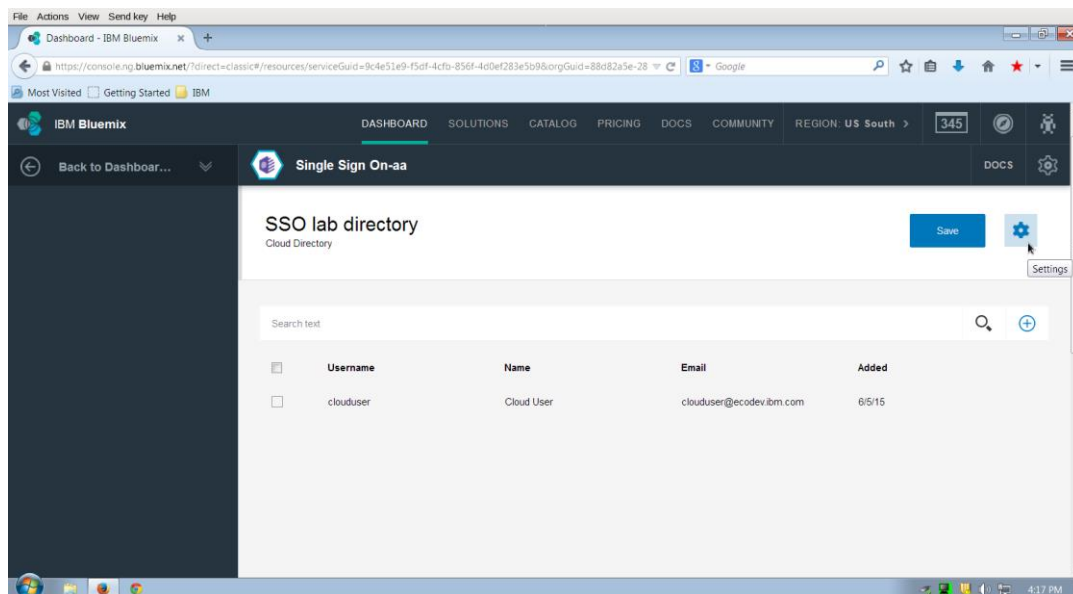 File Actions View Send key Help
Dashboard - IBM Bluemix
https://console.ng.bluemix.net/?direct=classic#/resources/serviceGuid=9c4e51e9-f5df-4cfb-856f-4d0ef283e5b9&orgGuid=88d82a5e-28
Google
Most Visited Getting Started IBM
IBM Bluemix DASHBOARD SOLUTIONS CATALOG PRICING DOCS COMMUNITY REGION: US South > 345
Back to Dashboar... Single Sign On-aa DOCS
SSO lab directory
Cloud Directory
Save
Settings
Search text
Username Name Email Added
clouduser Cloud User clouduser@ecodev.ibm.com 6/5/15
4:17 PM